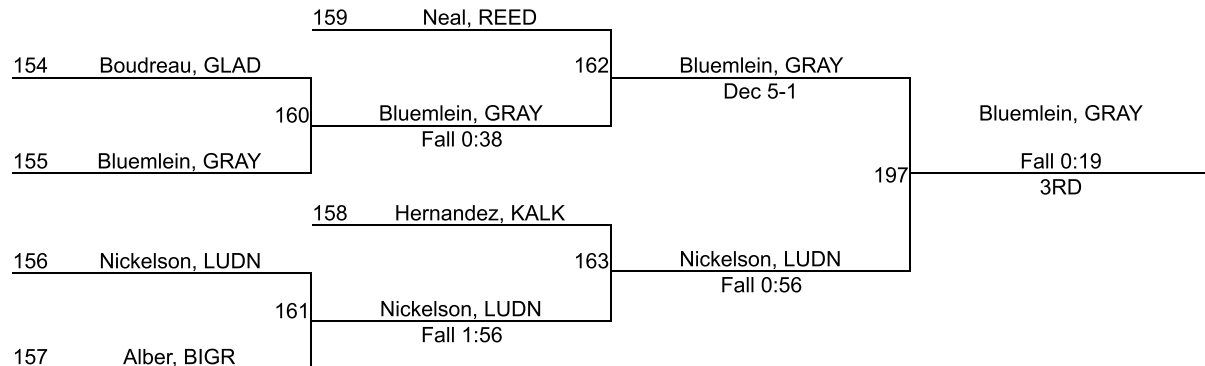 159 Neal, REED
154 Boudreau, GLAD
162 Bluemlein, GRAY
Dec 5-1
160 Bluemlein, GRAY
Fall 0:38
Bluemlein, GRAY
155 Bluemlein, GRAY
197 Fall 0:19
3RD
158 Hernandez, KALK
156 Nickelson, LUDN
163 Nickelson, LUDN
Fall 0:56
161 Nickelson, LUDN
Fall 1:56
157 Alber, BIGR